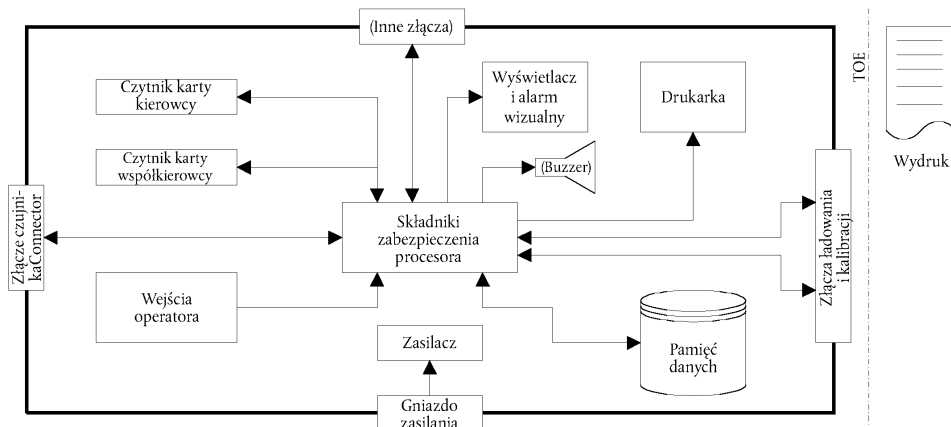 (Inne złącza)
TOE
Czytnik karty
kierowcy
Wyświetlacz
i alarm
wizualny
Drukarka
Wydruk
Czytnik karty
współkierowcy
(Buzzer)
Złącze czujni-
kaConnector
Składniki
zabezpieczenia
procesora
Złącza ładowania
i kalibracji
Wejścia
operatora
Zasilacz
Pamięć
danych
Gniazdo
zasilania